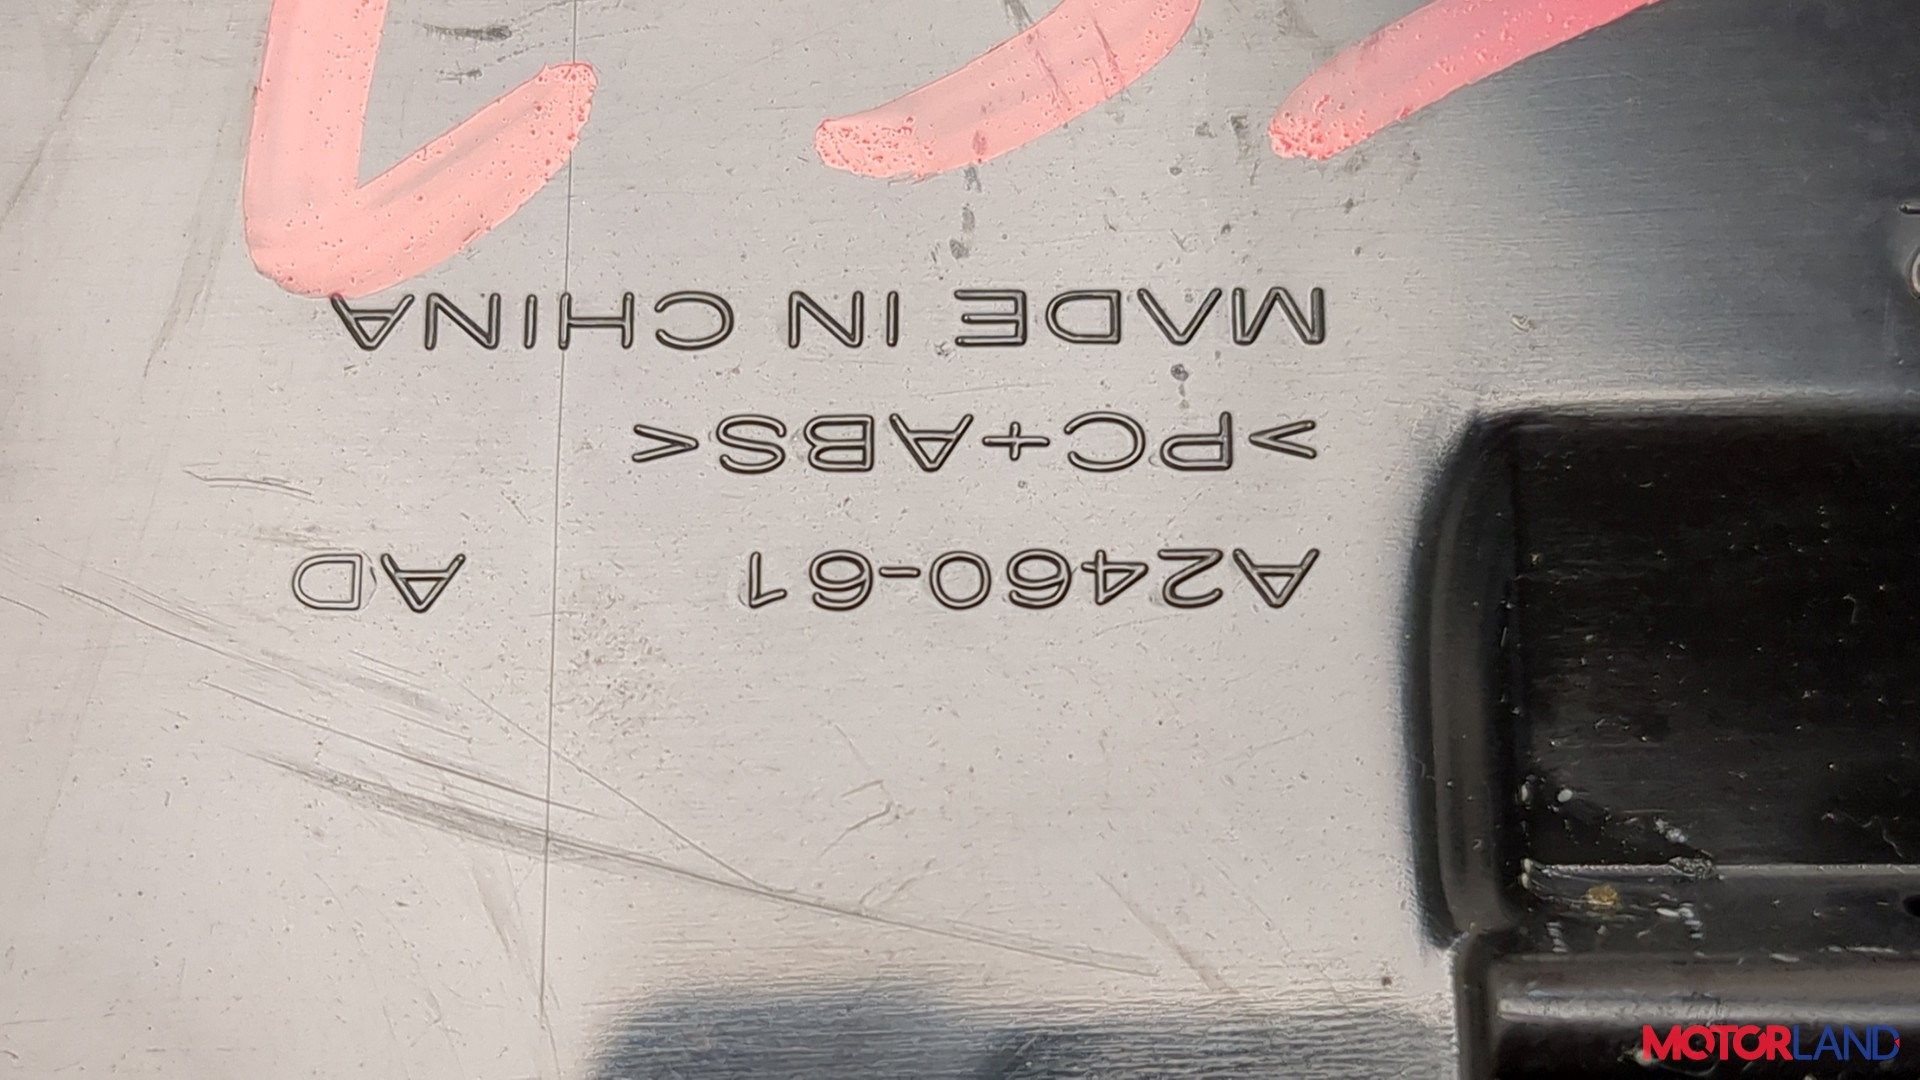 A2460-61 AD
>PC+ABS<
MADE IN CHINA
MOTORLAND